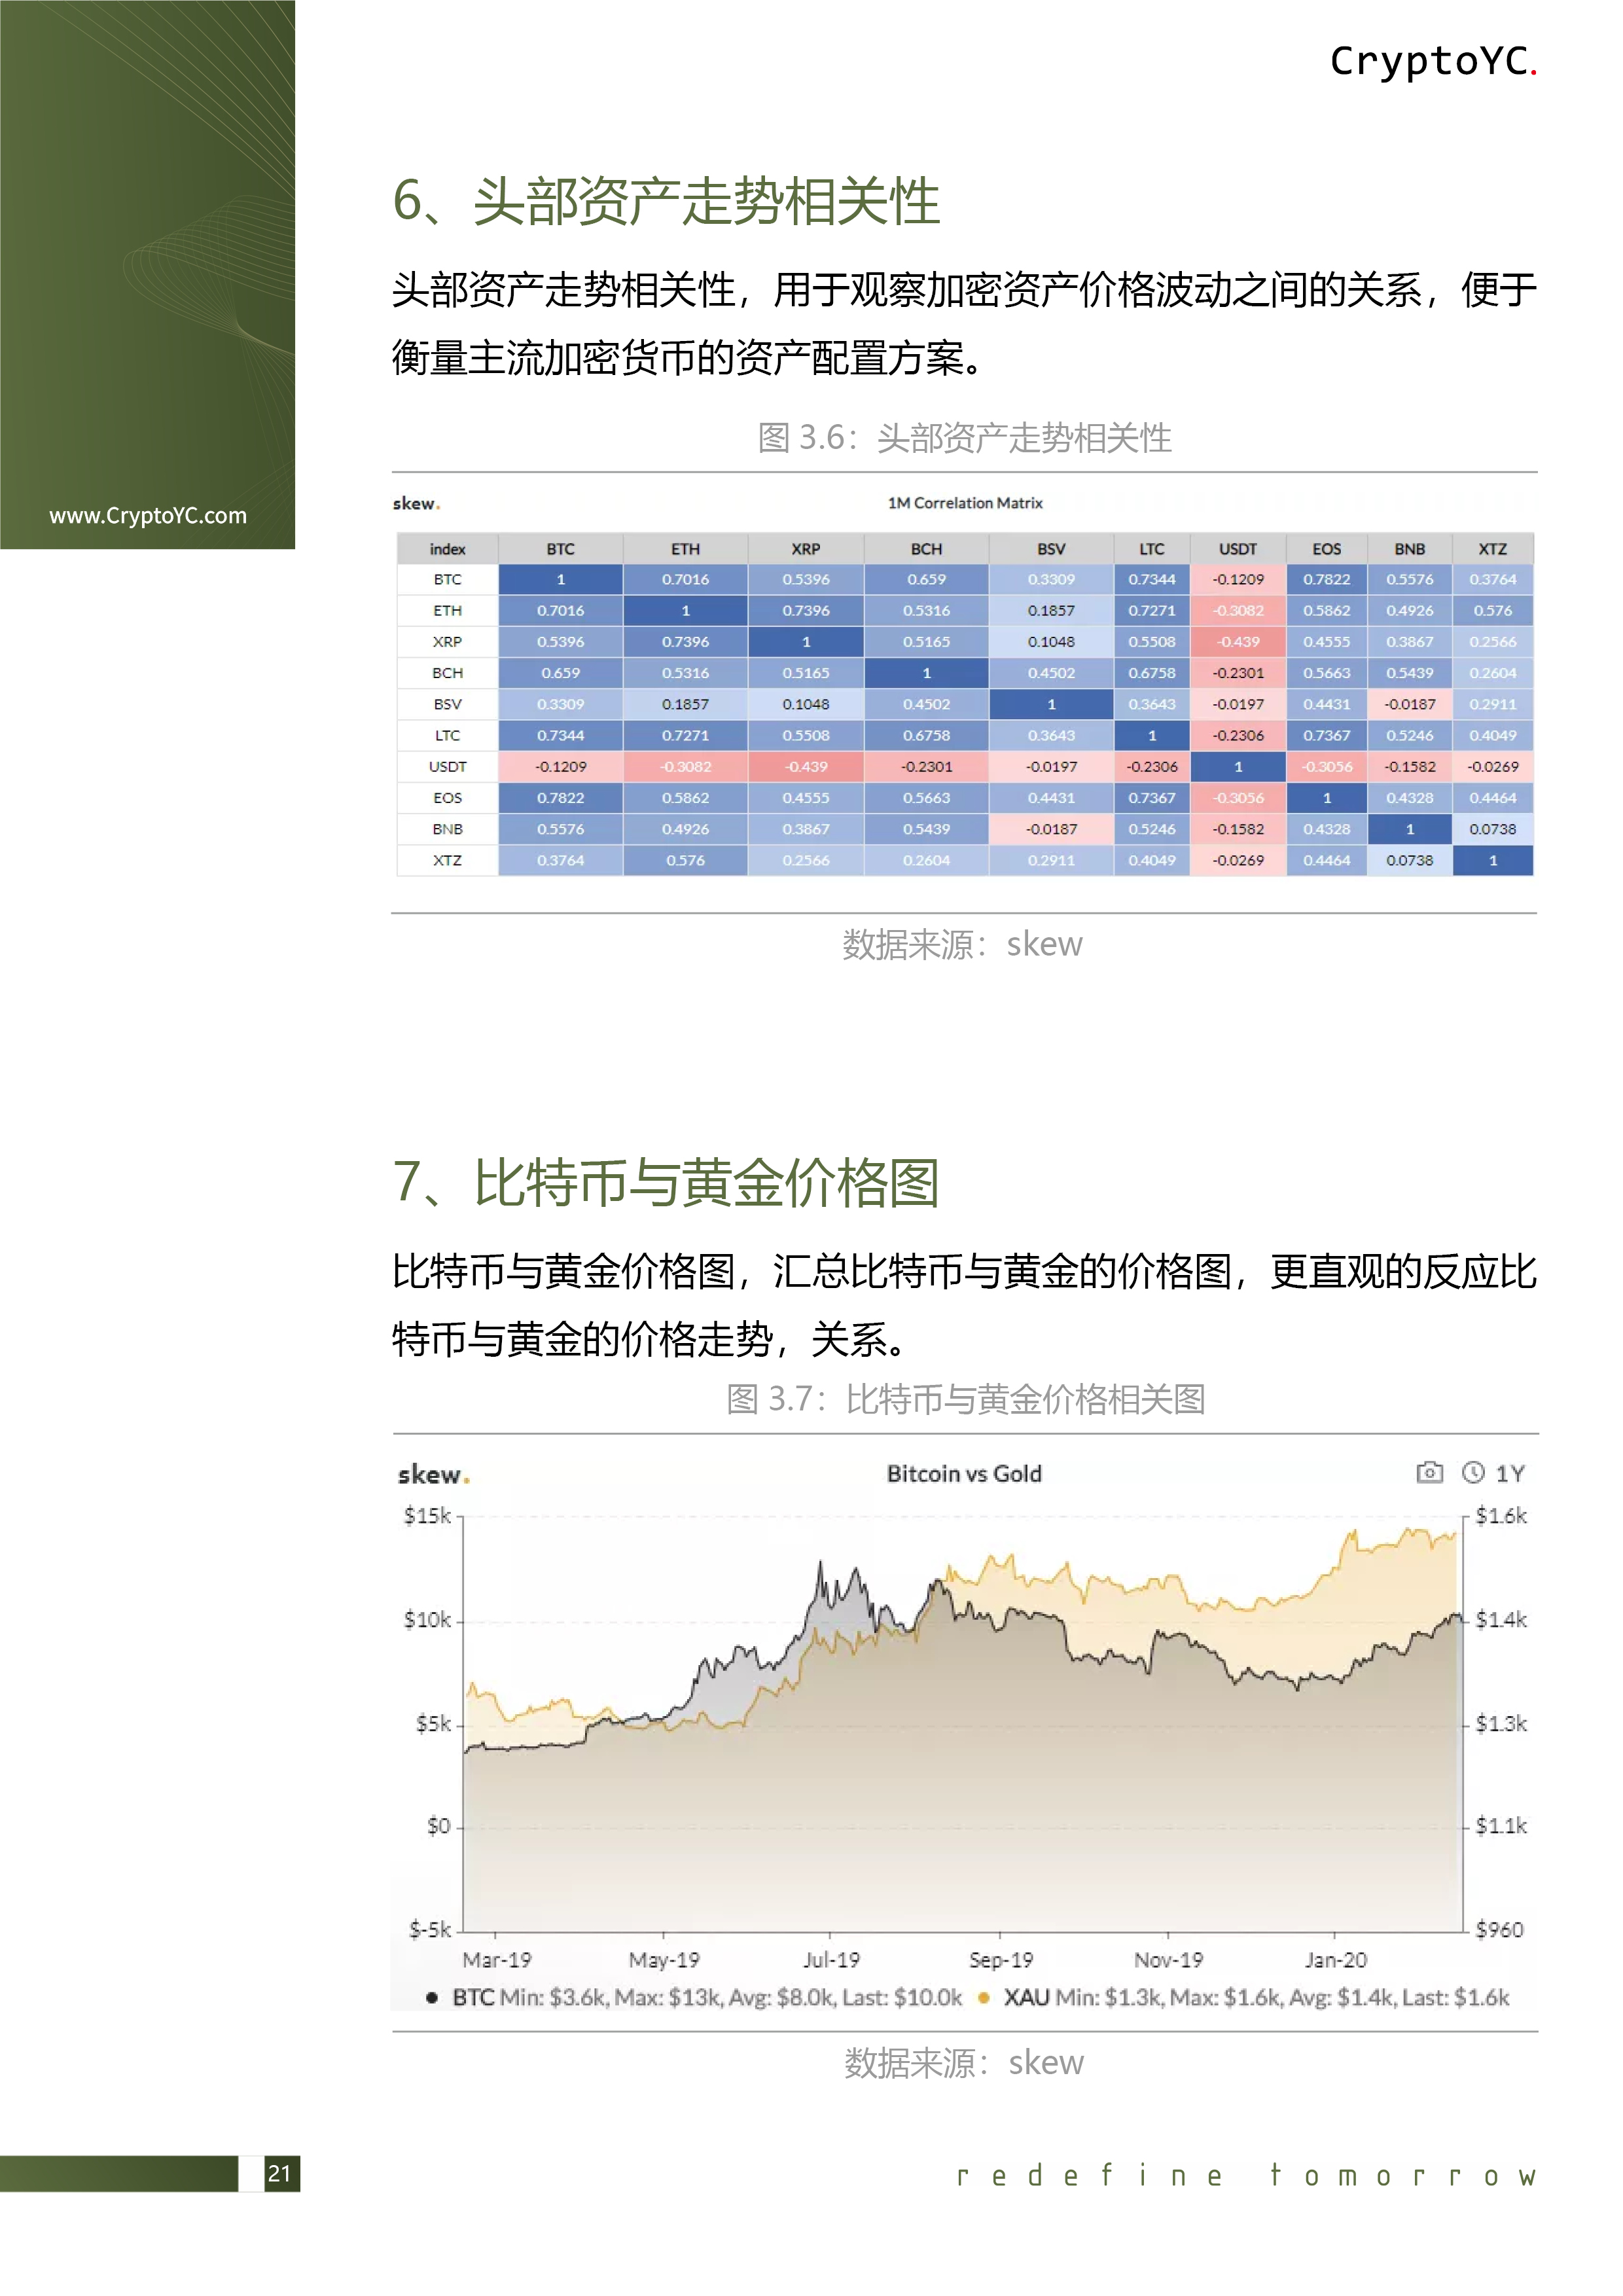 CryptoYC.
www.CryptoYC.com
6、头部资产走势相关性
头部资产走势相关性，用于观察加密资产价格波动之间的关系，便于
衡量主流加密货币的资产配置方案。
图 3.6：头部资产走势相关性
skew.
1M Correlation Matrix
index BTC ETH XRP BCH BSV LTC USDT EOS BNB XTZ
BTC 1 0.7016 0.5396 0.659 0.3309 0.7344 -0.1209 0.7822 0.5576 0.3764
ETH 0.7016 1 0.7396 0.5316 0.1857 0.7271 -0.3082 0.5862 0.4926 0.576
XRP 0.5396 0.7396 1 0.5165 0.1048 0.5508 -0.439 0.4555 0.3867 0.2566
BCH 0.659 0.5316 0.5165 1 0.4502 0.6758 -0.2301 0.5663 0.5439 0.2604
BSV 0.3309 0.1857 0.1048 0.4502 1 0.3643 -0.0197 0.4431 -0.0187 0.2911
LTC 0.7344 0.7271 0.5508 0.6758 0.3643 1 -0.2306 0.7367 0.5246 0.4049
USDT -0.1209 -0.3082 -0.439 -0.2301 -0.0197 -0.2306 1 -0.3056 -0.1582 -0.0269
EOS 0.7822 0.5862 0.4555 0.5663 0.4431 0.7367 -0.3056 1 0.4328 0.4464
BNB 0.5576 0.4926 0.3867 0.5439 -0.0187 0.5246 -0.1582 0.4328 1 0.0738
XTZ 0.3764 0.576 0.2566 0.2604 0.2911 0.4049 -0.0269 0.4464 0.0738 1
数据来源：skew
7、比特币与黄金价格图
比特币与黄金价格图，汇总比特币与黄金的价格图，更直观的反应比
特币与黄金的价格走势，关系。
图 3.7：比特币与黄金价格相关图
skew.
Bitcoin vs Gold
1Y
$15k $1.6k
$10k $1.4k
$5k $1.3k
$0 $1.1k
$-5k $960
Mar-19 May-19 Jul-19 Sep-19 Nov-19 Jan-20
BTC Min: $3.6k, Max: $13k, Avg: $8.0k, Last: $10.0k XAU Min: $1.3k, Max: $1.6k, Avg: $1.4k, Last: $1.6k
数据来源：skew
21
redefine tomorrow